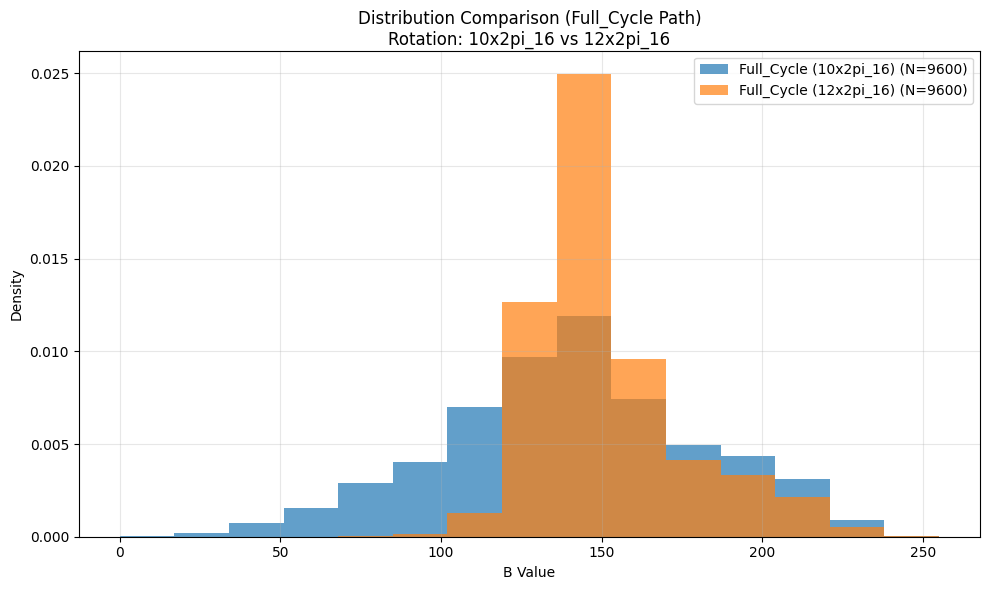 Distribution Comparison (Full_Cycle Path)
Rotation: 10x2pi_16 vs 12x2pi_16
Full_Cycle (10x2pi_16) (N=9600)
Full_Cycle (12x2pi_16) (N=9600)
Density
0.025
0.020
0.015
0.010
0.005
0.000
0 50 100 150 200 250
B Value